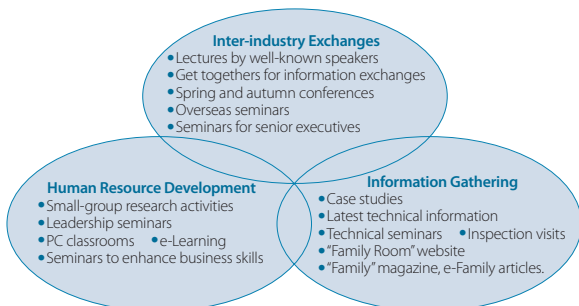 Inter-industry Exchanges
• Lectures by well-known speakers
• Get togethers for information exchanges
• Spring and autumn conferences
• Overseas seminars
• Seminars for senior executives
Human Resource Development
• Small-group research activities
• Leadership seminars
• PC classrooms • e-Learning
• Seminars to enhance business skills
Information Gathering
• Case studies
• Latest technical information
• Technical seminars • Inspection visits
• “Family Room” website
• “Family” magazine, e-Family articles.